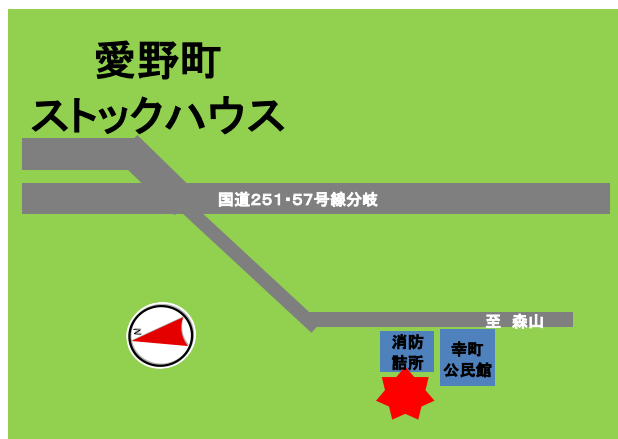 愛野町
ストックハウス
国道251・57号線分岐
N
至 森山
消防
詰所
幸町
公民館